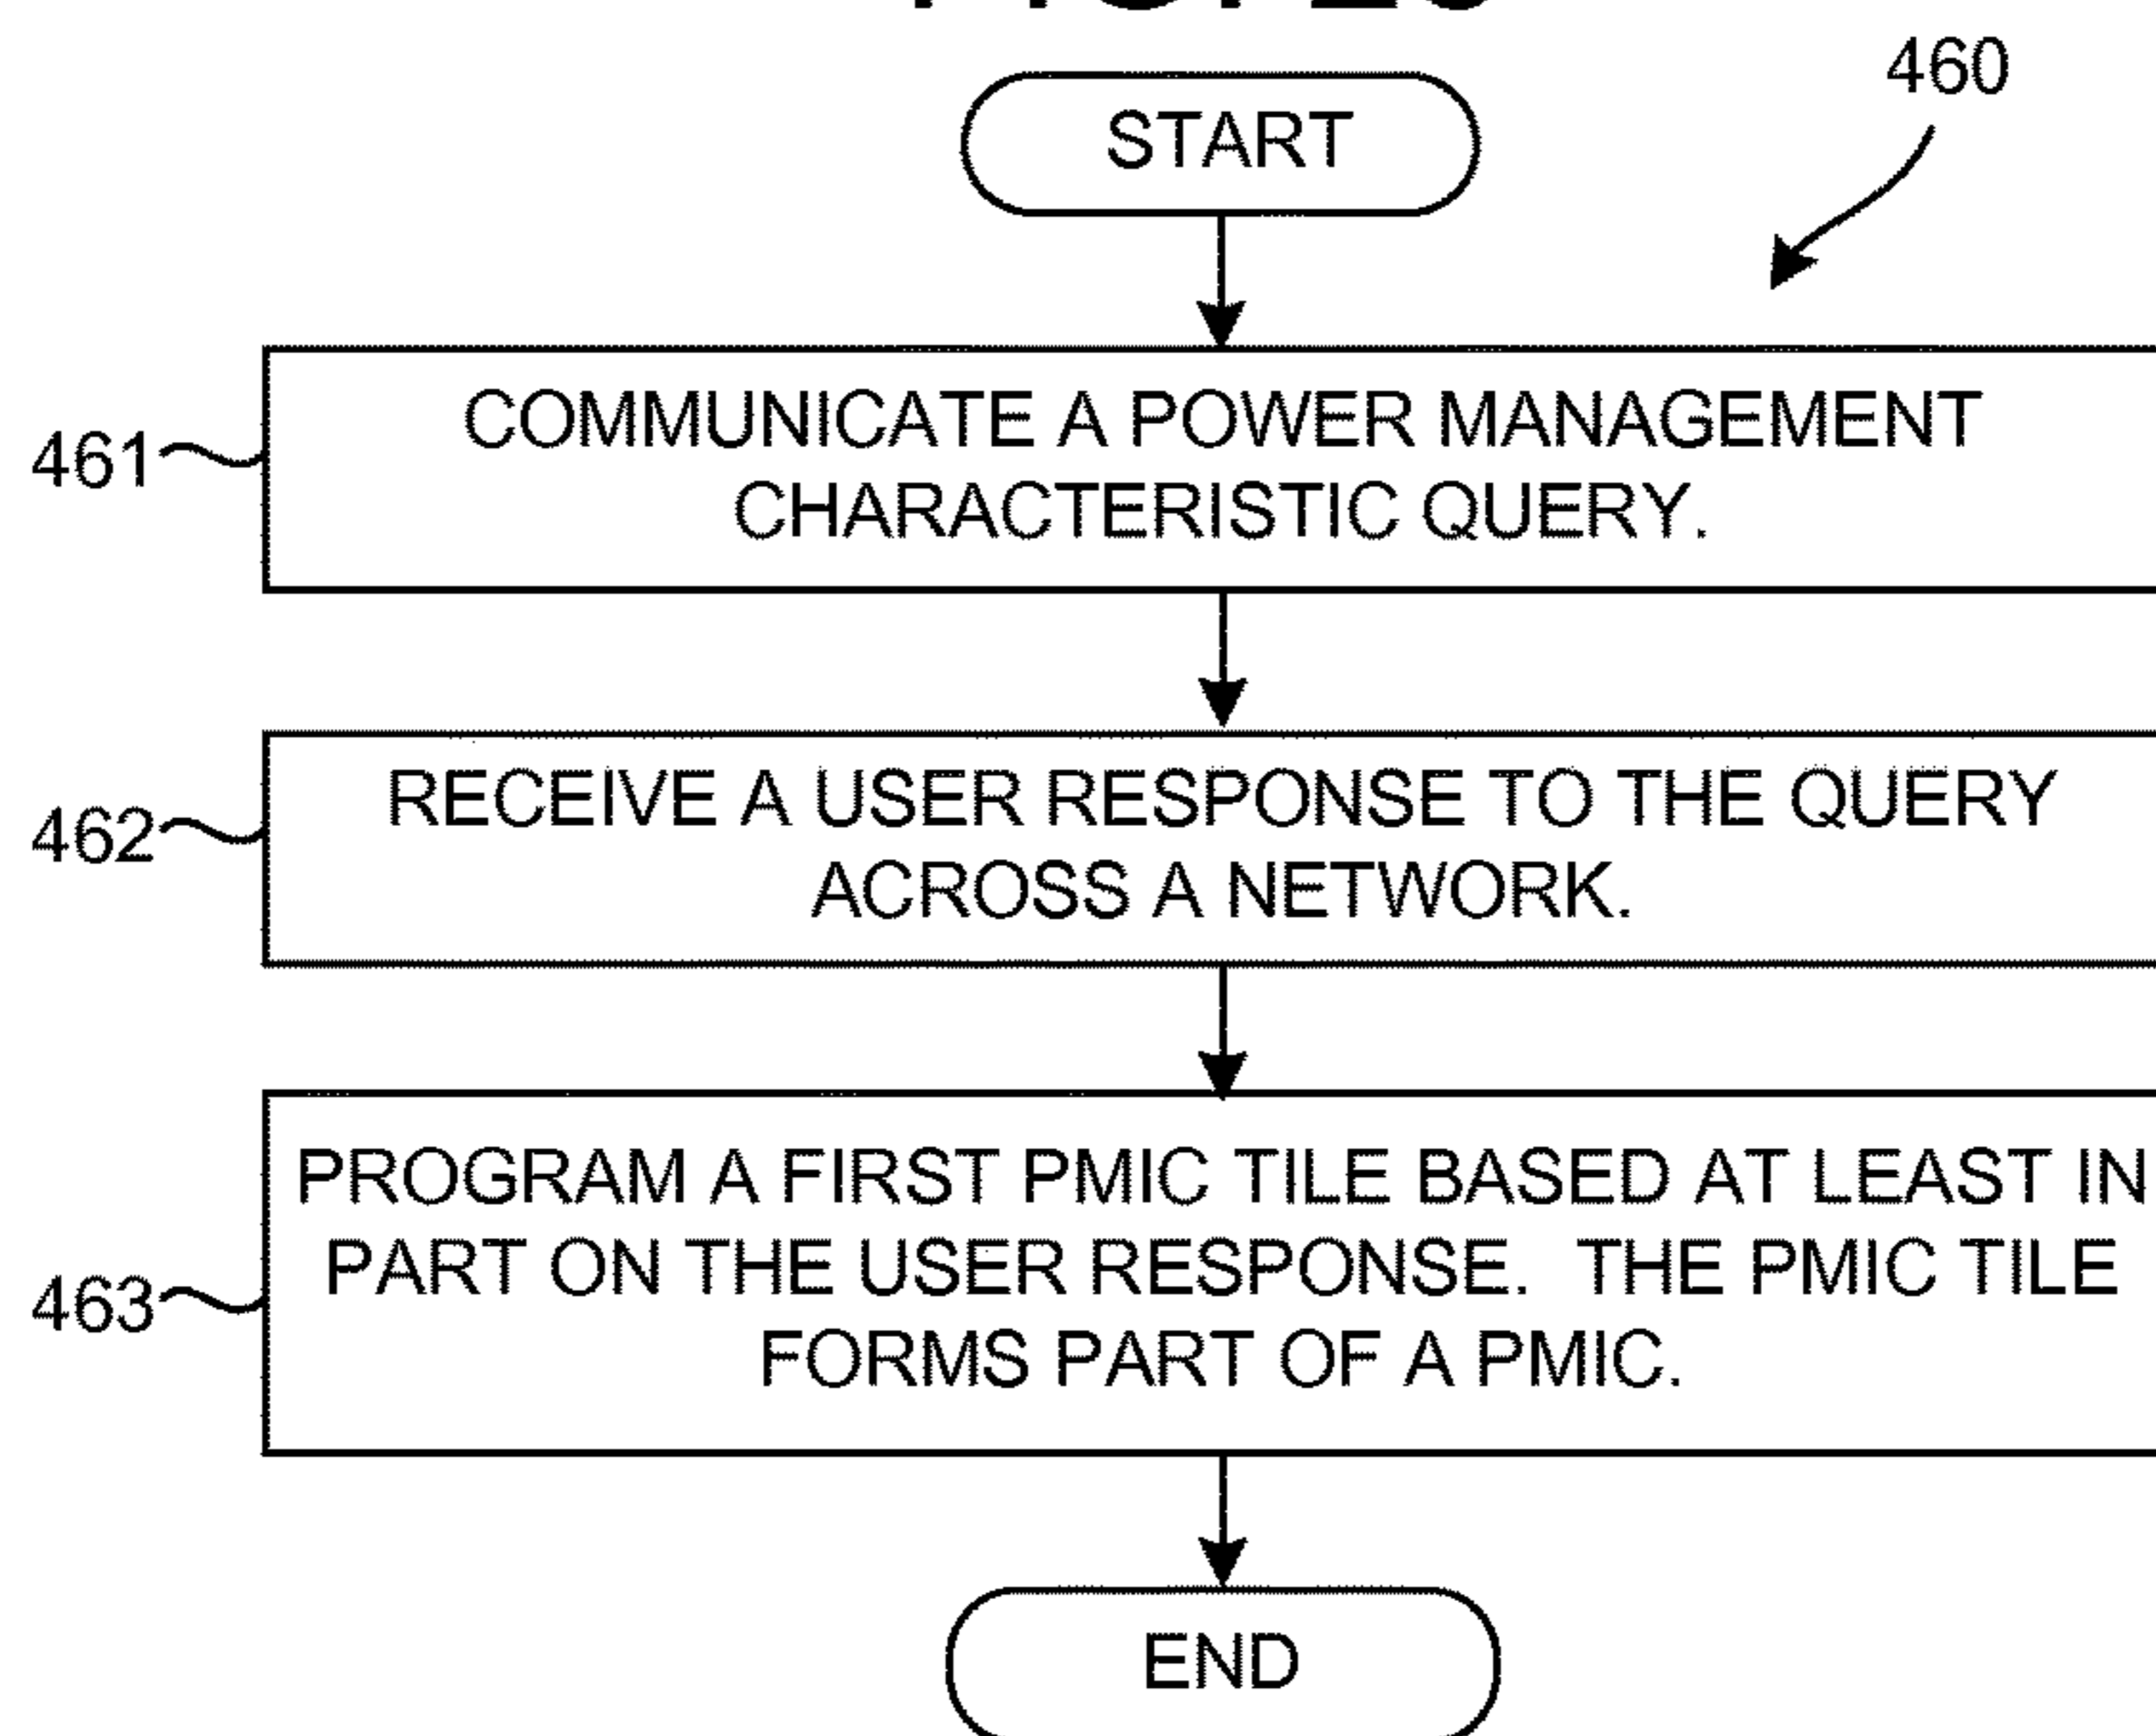 460
START
COMMUNICATE A POWER MANAGEMENT
CHARACTERISTIC QUERY.
461
RECEIVE A USER RESPONSE TO THE QUERY
ACROSS A NETWORK.
462
PROGRAM A FIRST PMIC TILE BASED AT LEAST IN
PART ON THE USER RESPONSE. THE PMIC TILE
FORMS PART OF A PMIC.
463
END